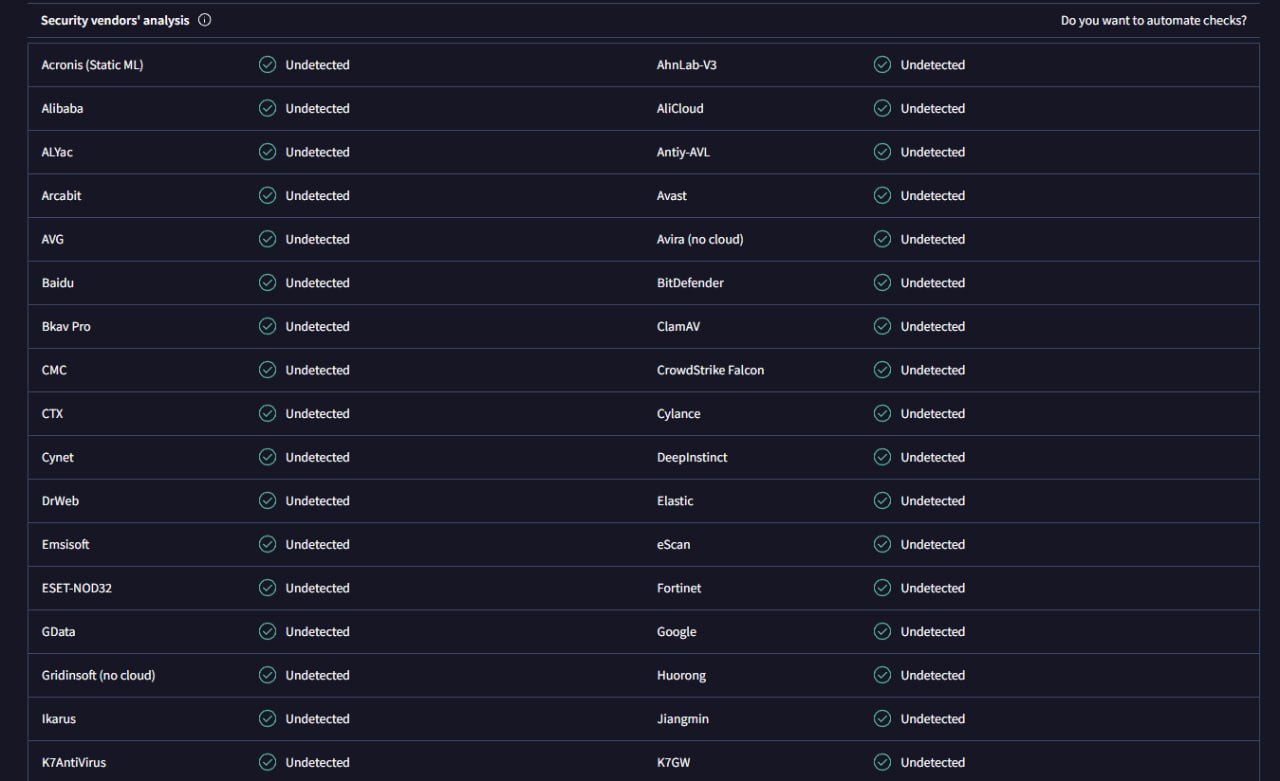 Security vendors' analysis Do you want to automate checks?
Acronis (Static ML) Undetected AhnLab-V3 Undetected
Alibaba Undetected AliCloud Undetected
ALYac Undetected Antiy-AVL Undetected
Arcabit Undetected Avast Undetected
AVG Undetected Avira (no cloud) Undetected
Baidu Undetected BitDefender Undetected
Bkav Pro Undetected ClamAV Undetected
CMC Undetected CrowdStrike Falcon Undetected
CTX Undetected Cylance Undetected
Cynet Undetected DeepInstinct Undetected
DrWeb Undetected Elastic Undetected
Emsisoft Undetected eScan Undetected
ESET-NOD32 Undetected Fortinet Undetected
GData Undetected Google Undetected
Gridinsoft (no cloud) Undetected Huorong Undetected
Ikarus Undetected Jiangmin Undetected
K7AntiVirus Undetected K7GW Undetected